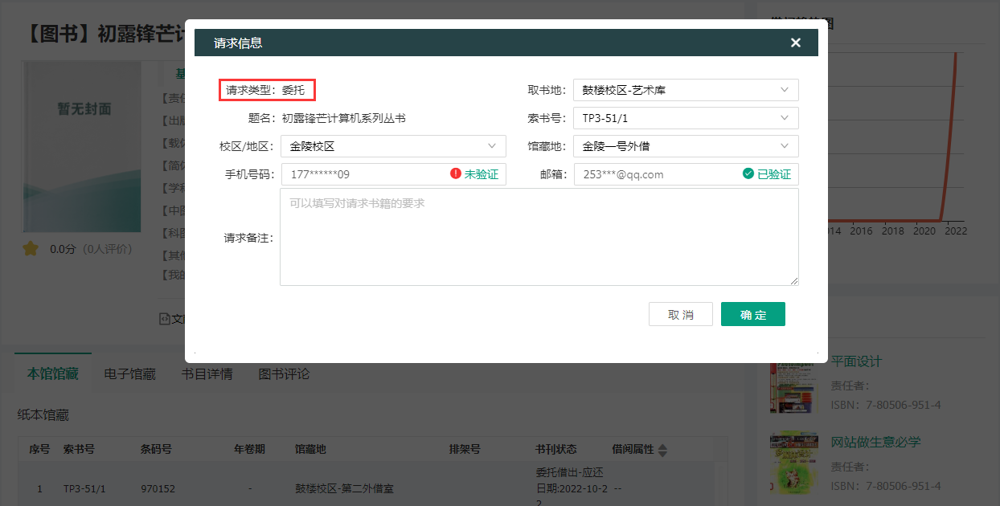 【图书】初露锋芒计
借阅趋势图
请求信息
请求类型：委托
取书地：
鼓楼校区-艺术库
题名：初露锋芒计算机系列丛书
索书号：
TP3-51/1
校区/地区：
金陵校区
馆藏地：
金陵一号外借
手机号码：
177******09
未验证
邮箱：
253***@qq.com
已验证
请求备注：
可以填写对请求书籍的要求
取 消
确 定
暂无封面
0.0分（0人评价）
基
【责任
【出版
【载体
【简体
【学科
【中图
【科图
【其他
【我的
文献
14 2016 2018 2020 2022
本馆馆藏
电子馆藏
书目详情
图书评论
纸本馆藏
序号 索书号 条码号 年卷期 馆藏地 排架号 书刊状态 借阅属性
1 TP3-51/1 970152 - 鼓楼校区-第二外借室 委托借出-应还
日期:2022-10-2 --
2
平面设计
责任者：
ISBN：7-80506-951-4
网站做生意必学
责任者：
ISBN：7-80506-951-4